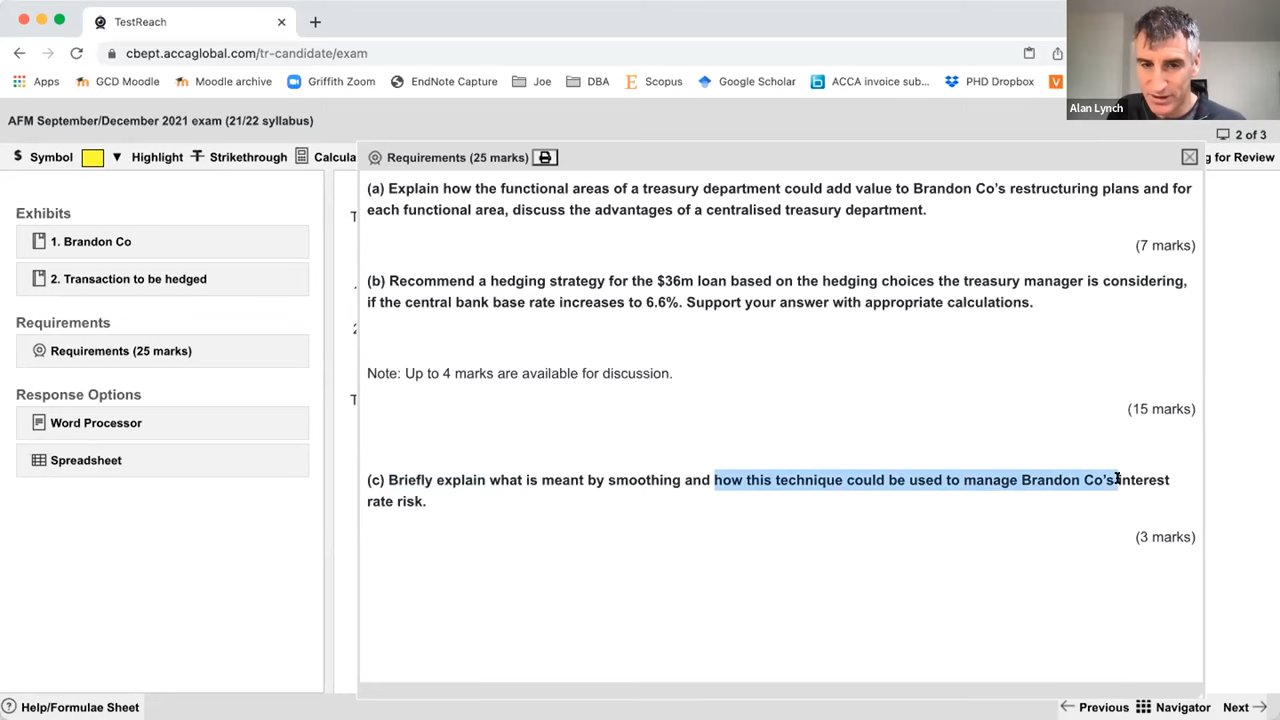 TestReach
cbept.accaglobal.com/tr-candidate/exam
Apps GCD Moodle Moodle archive Griffith Zoom EndNote Capture Joe DBA Scopus Google Scholar ACCA invoice sub... PHD Dropbox
Alan Lynch
AFM September/December 2021 exam (21/22 syllabus)
2 of 3
$ Symbol Highlight Strikethrough Calcula
g for Review
Requirements (25 marks)
(a) Explain how the functional areas of a treasury department could add value to Brandon Co's restructuring plans and for
each functional area, discuss the advantages of a centralised treasury department.
(7 marks)
(b) Recommend a hedging strategy for the $36m loan based on the hedging choices the treasury manager is considering,
if the central bank base rate increases to 6.6%. Support your answer with appropriate calculations.
Note: Up to 4 marks are available for discussion.
(15 marks)
(c) Briefly explain what is meant by smoothing and how this technique could be used to manage Brandon Co's interest
rate risk.
(3 marks)
Exhibits
1. Brandon Co
2. Transaction to be hedged
Requirements
Requirements (25 marks)
Response Options
Word Processor
Spreadsheet
Help/Formulae Sheet
Previous Navigator Next